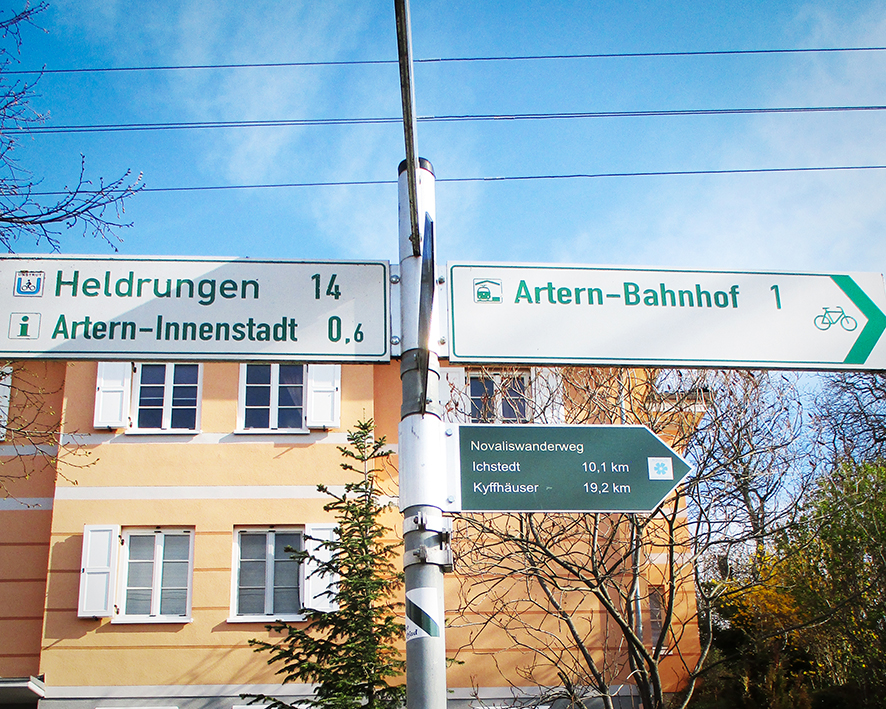 Heldrungen 14
i Artern-Innenstadt 0,6
Artern-Bahnhof 1
Novaliswanderweg
Ichstedt 10,1 km
Kyffhäuser 19,2 km